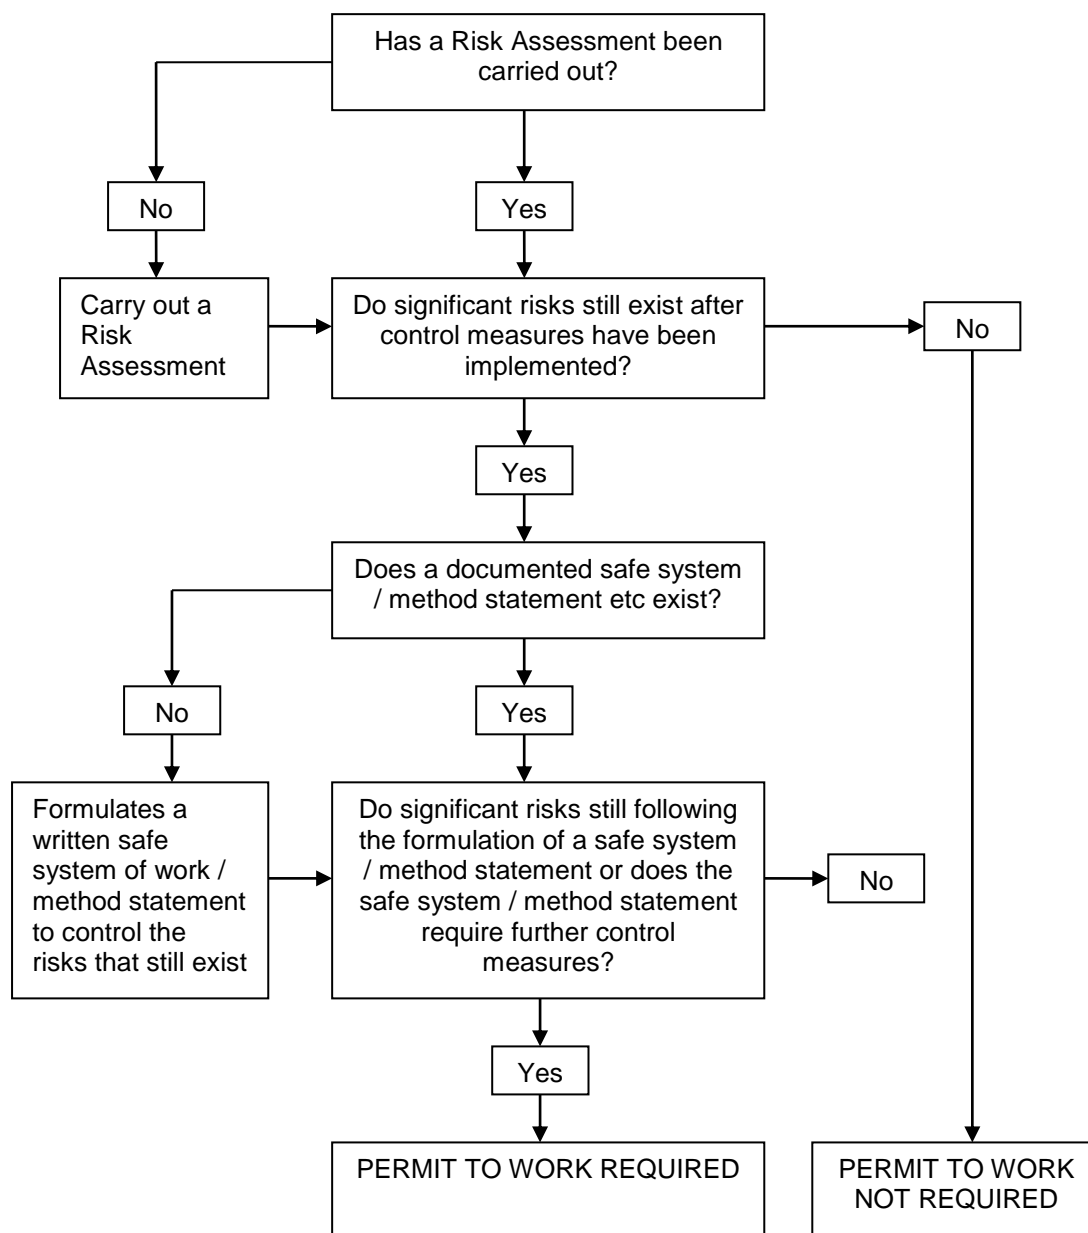 Has a Risk Assessment been
carried out?
No
Yes
Carry out a
Risk
Assessment
Do significant risks still exist after
control measures have been
implemented?
No
Yes
Does a documented safe system
/ method statement etc exist?
No
Yes
Formulates a
written safe
system of work /
method statement
to control the
risks that still exist
Do significant risks still following
the formulation of a safe system
/ method statement or does the
safe system / method statement
require further control
measures?
No
Yes
PERMIT TO WORK REQUIRED
PERMIT TO WORK
NOT REQUIRED